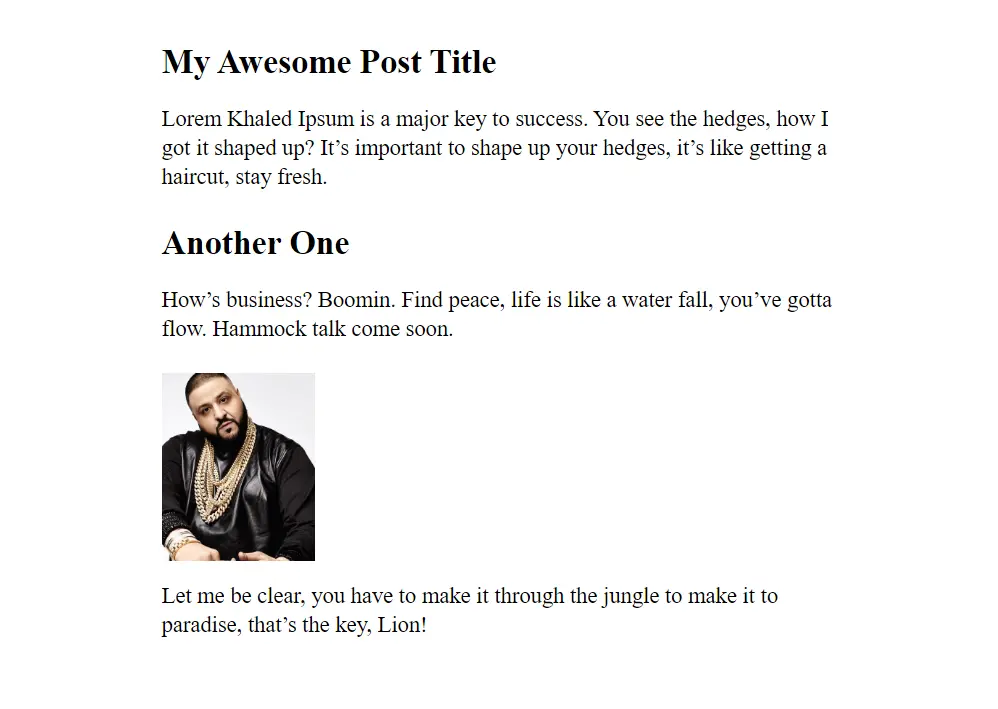 My Awesome Post Title
Lorem Khaled Ipsum is a major key to success. You see the hedges, how I
got it shaped up? It’s important to shape up your hedges, it’s like getting a
haircut, stay fresh.
Another One
How’s business? Boomin. Find peace, life is like a water fall, you’ve gotta
flow. Hammock talk come soon.
Let me be clear, you have to make it through the jungle to make it to
paradise, that’s the key, Lion!